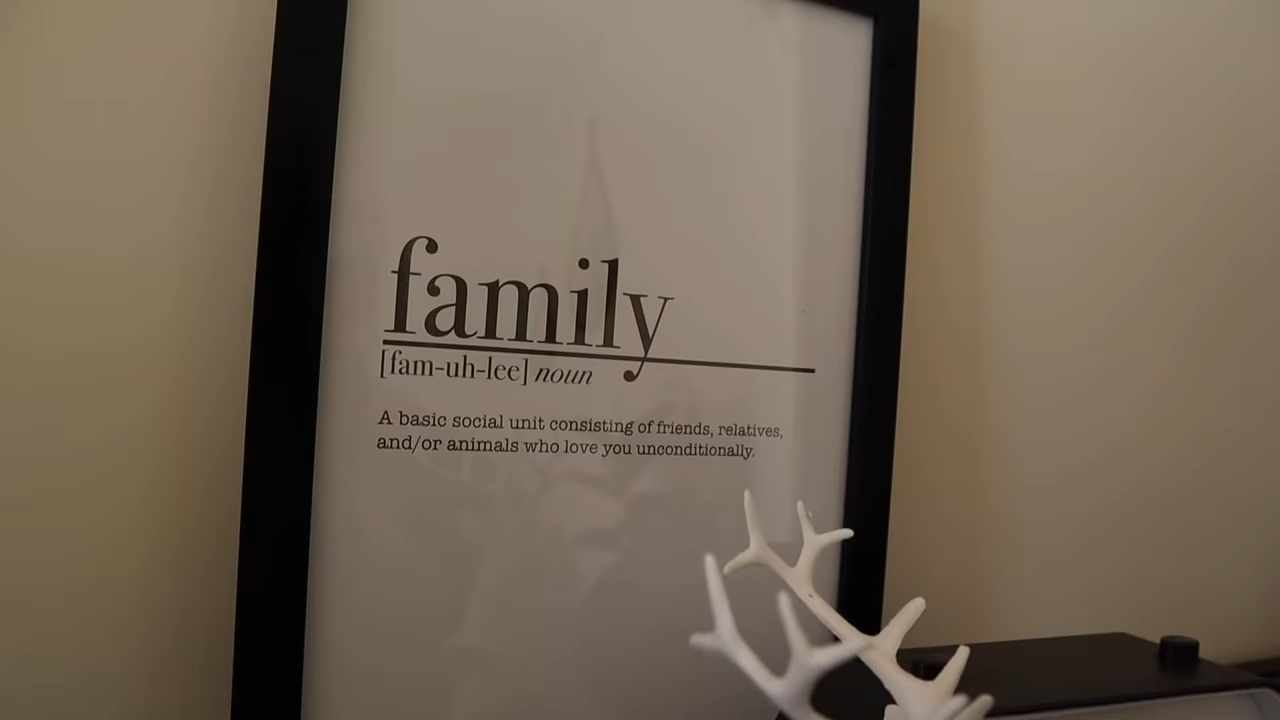 family
[fam-uh-lee] noun
A basic social unit consisting of friends, relatives,
and/or animals who love you unconditionally.